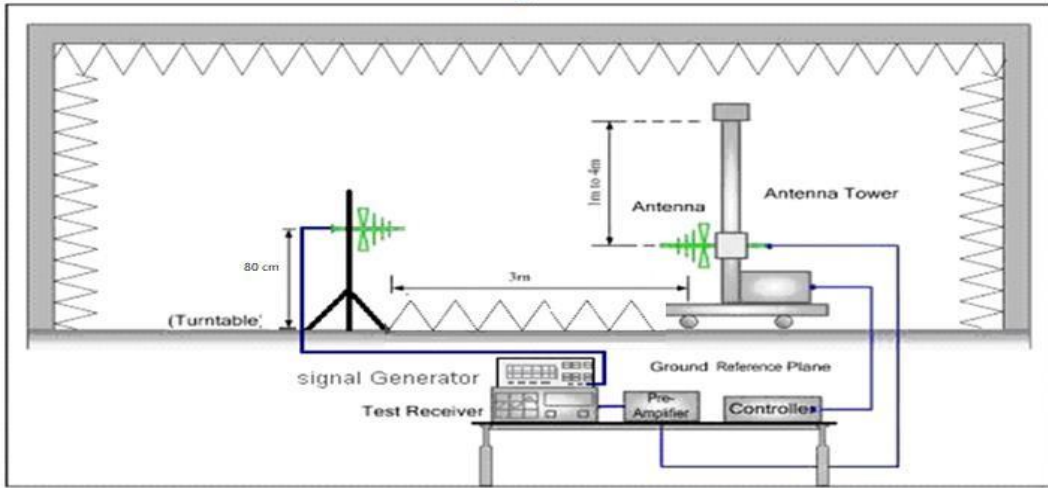 1m to 4m
Antenna Tower
Antenna
80 cm
3m
(Turntable)
signal Generator
Ground Reference Plane
Test Receiver
Pre-
Amplifier
Controlle